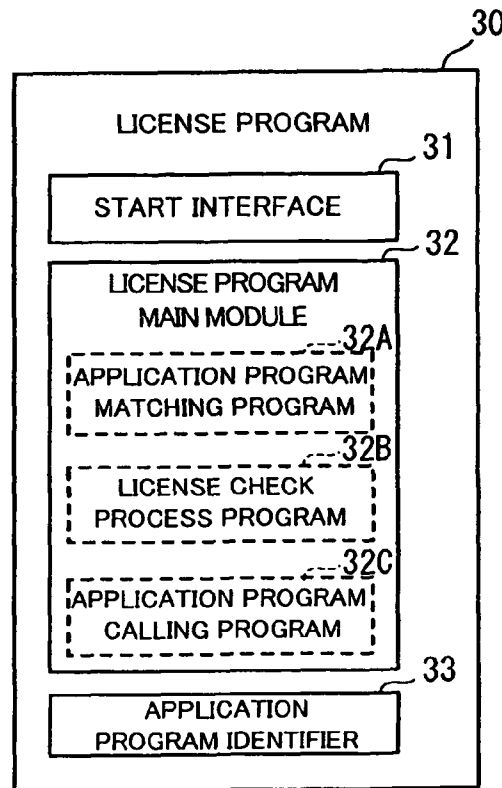 30
LICENSE PROGRAM
31
START INTERFACE
32
LICENSE PROGRAM
MAIN MODULE
32A
APPLICATION PROGRAM
MATCHING PROGRAM
32B
LICENSE CHECK
PROCESS PROGRAM
32C
APPLICATION PROGRAM
CALLING PROGRAM
33
APPLICATION
PROGRAM IDENTIFIER